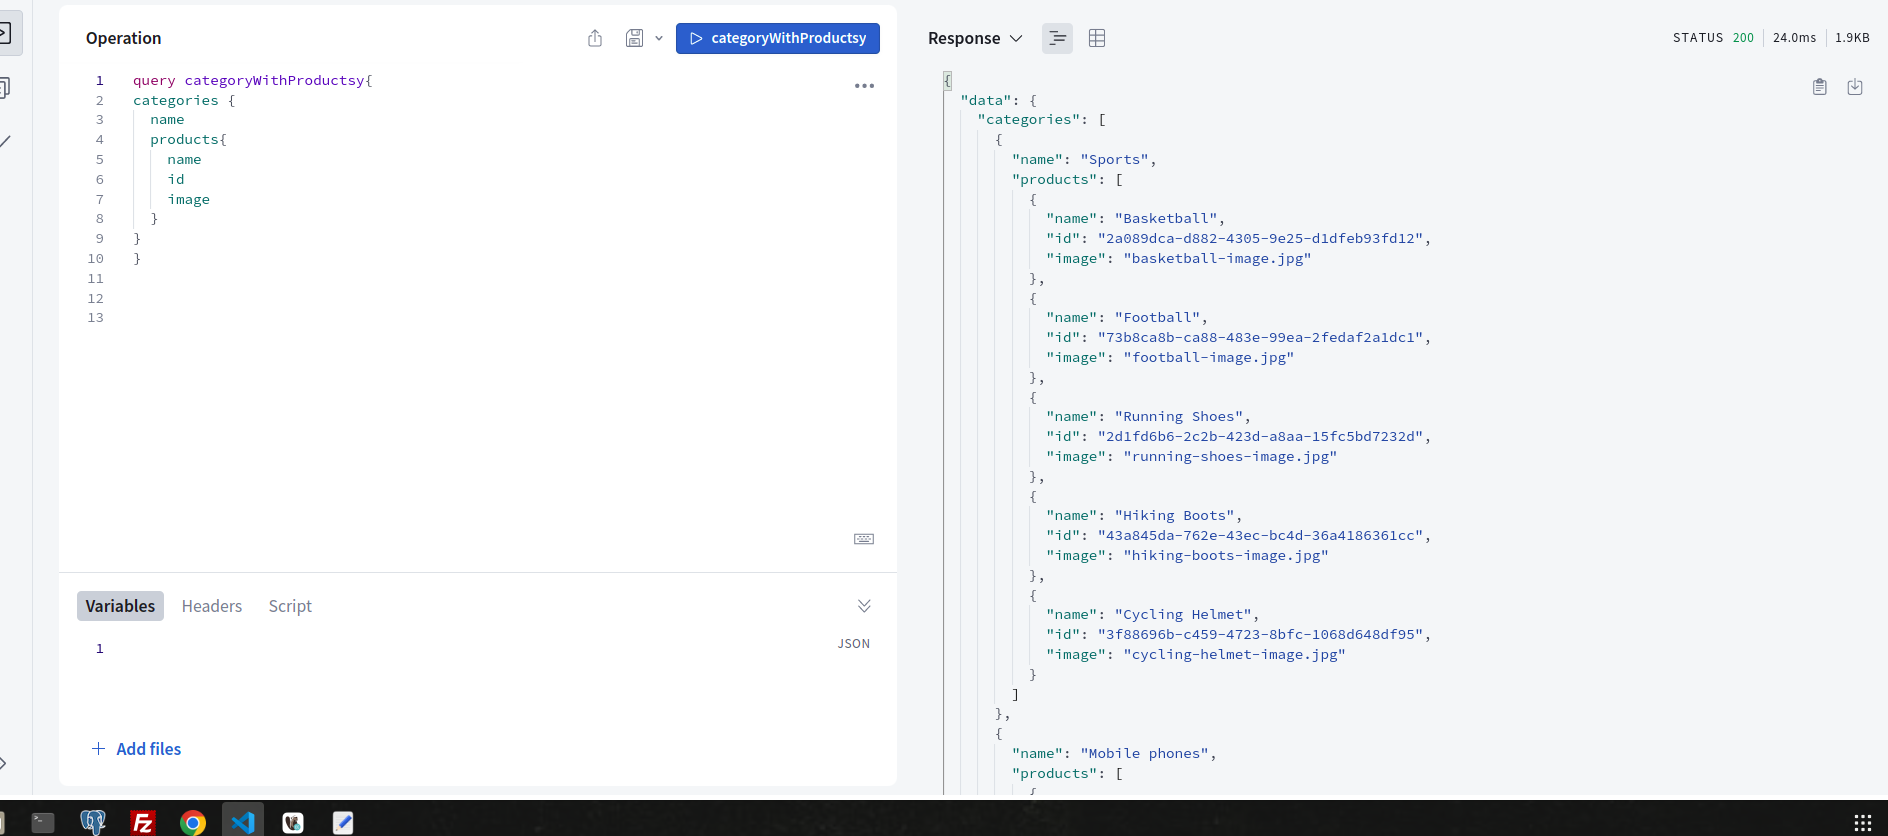 Operation
categoryWithProductsy
1 query categoryWithProductsy{
2 categories {
3 name
4 products{
5 name
6 id
7 image
8 }
9 }
10 }
11
12
13
Variables Headers Script
1
JSON
Add files
Response
STATUS 200 24.0ms 1.9KB
{
"data": {
"categories": [
{
"name": "Sports",
"products": [
{
"name": "Basketball",
"id": "2a089dca-d882-4305-9e25-d1dfeb93fd12",
"image": "basketball-image.jpg"
},
{
"name": "Football",
"id": "73b8ca8b-ca88-483e-99ea-2fedaf2a1dc1",
"image": "football-image.jpg"
},
{
"name": "Running Shoes",
"id": "2d1fd6b6-2c2b-423d-a8aa-15fc5bd7232d",
"image": "running-shoes-image.jpg"
},
{
"name": "Hiking Boots",
"id": "43a845da-762e-43ec-bc4d-36a4186361cc",
"image": "hiking-boots-image.jpg"
},
{
"name": "Cycling Helmet",
"id": "3f88696b-c459-4723-8bfc-1068d648df95",
"image": "cycling-helmet-image.jpg"
}
]
},
{
"name": "Mobile phones",
"products": [
{
Fz